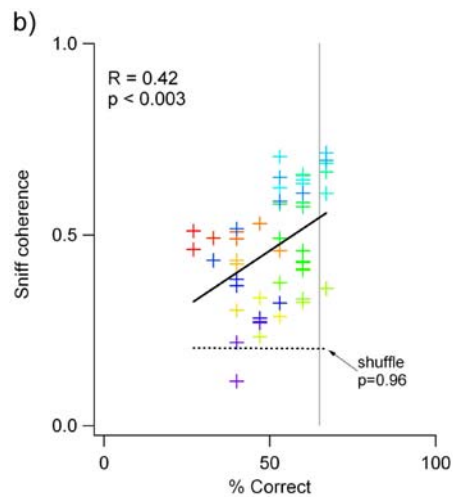 b)
1.0
R = 0.42
p < 0.003
Sniff coherence
0.5
shuffle
p=0.96
0.0
0 50 100
% Correct